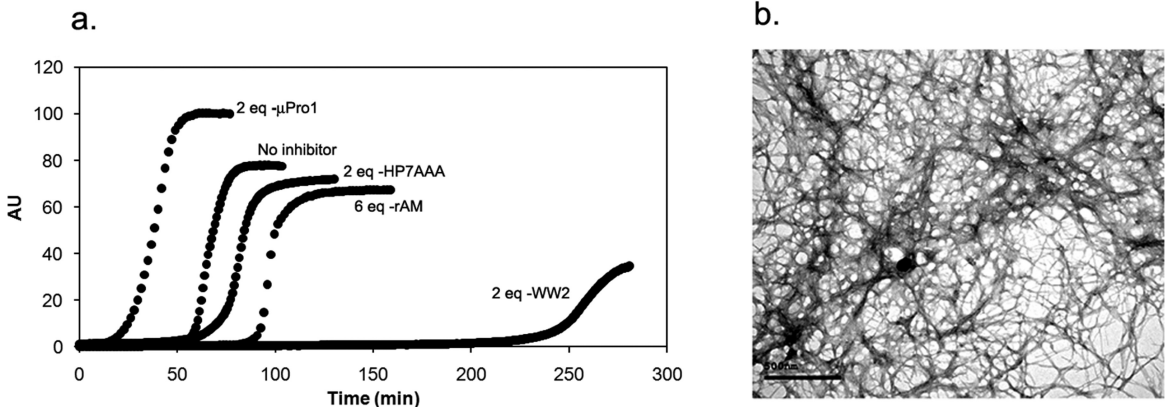 a.
b.
120
100
80
60
40
20
0
AU
2 eq -μPro1
No inhibitor
2 eq -HP7AAA
6 eq -rAM
2 eq -WW2
0 50 100 150 200 250 300
Time (min)
500nm